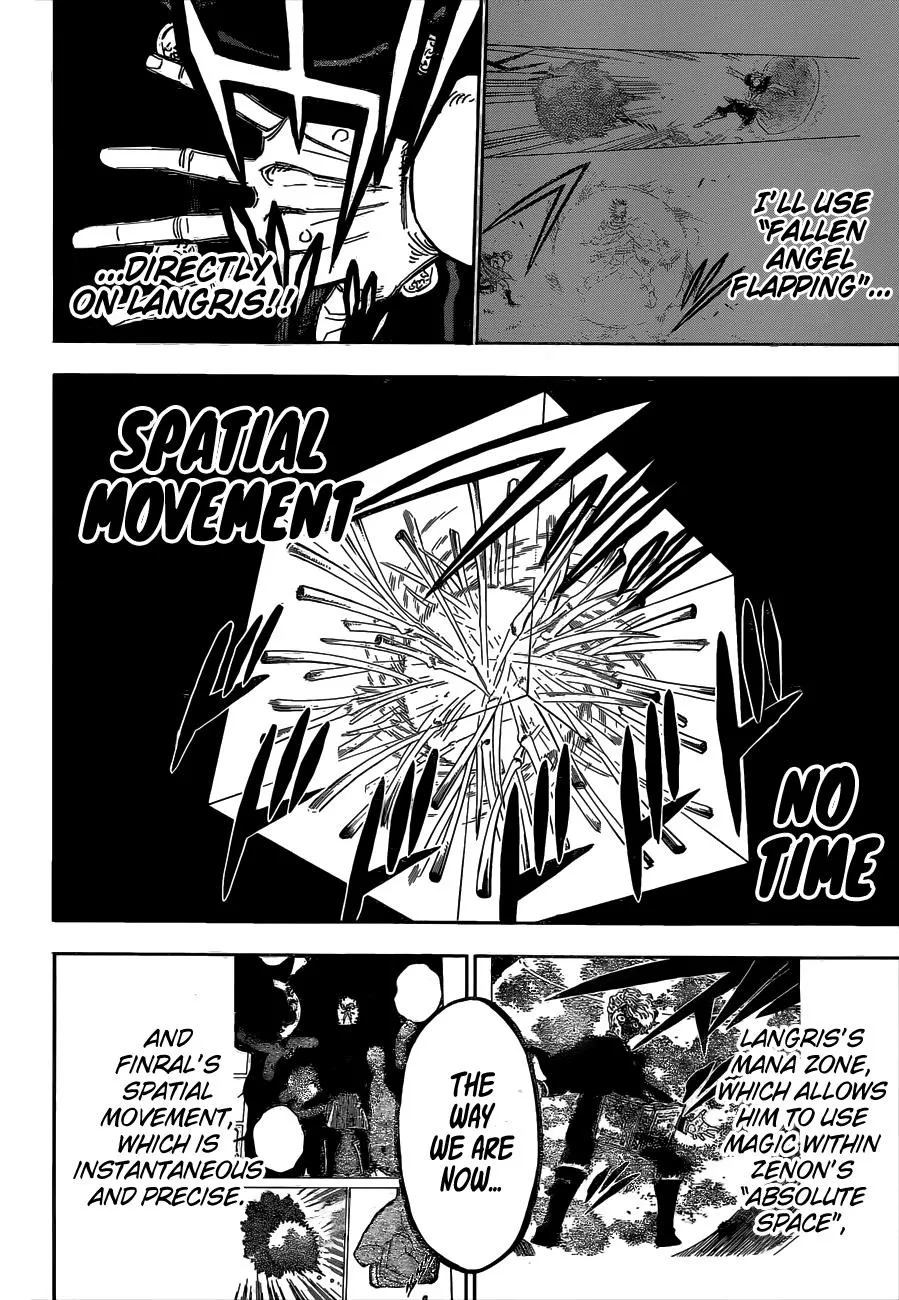 I'LL USE
"FALLEN
ANGEL
FLAPPING"...
...DIRECTLY
ON LANGRIS!!
SPATIAL
MOVEMENT
NO
TIME
LANGRIS'S
MANA ZONE,
WHICH ALLOWS
HIM TO USE
MAGIC WITHIN
ZENON'S
"ABSOLUTE
SPACE",
THE
WAY
WE ARE
NOW...
AND
FINRAL'S
SPATIAL
MOVEMENT,
WHICH IS
INSTANTANEOUS
AND PRECISE.